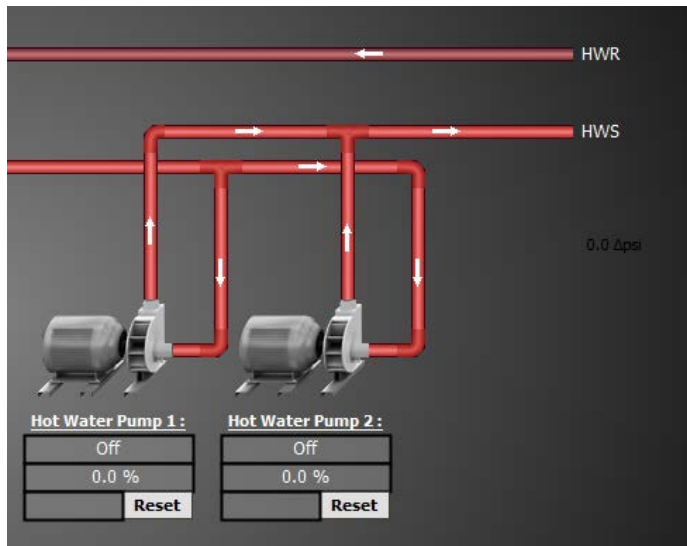 HWR
HWS
0.0 Δpsi
Hot Water Pump 1 :
Hot Water Pump 2 :
Off
Off
0.0 %
0.0 %
Reset
Reset